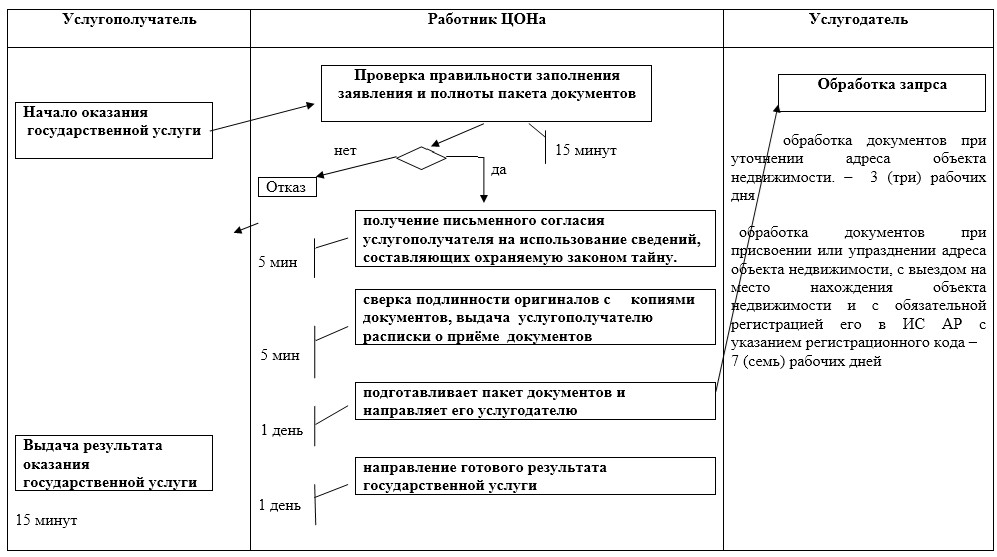 Услугополучатель
Работник ЦОНа
Услугодатель
Начало оказания
государственной услуги
Выдача результата
оказания
государственной услуги
15 минут
Проверка правильности заполнения
заявления и полноты пакета документов
15 минут
нет
да
Отказ
получение письменного согласия
услугополучателя на использование сведений,
составляющих охраняемую законом тайну.
5 мин
сверка подлинности оригиналов с копиями
документов, выдача услугополучателю
расписки о приёме документов
5 мин
подготавливает пакет документов и
направляет его услугодателю
1 день
направление готового результата
государственной услуги
1 день
Обработка запрса
обработка документов при
уточнении адреса объекта
недвижимости. – 3 (три) рабочих
дня
обработка документов при
присвоении или упразднении адреса
объекта недвижимости, с выездом на
место нахождения объекта
недвижимости и с обязательной
регистрацией его в ИС АР с
указанием регистрационного кода –
7 (семь) рабочих дней